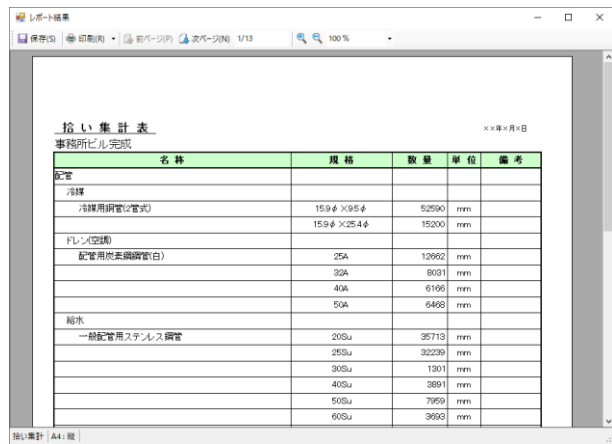 レポート結果
保存(S) 印刷(R) 前ページ(P) 次ページ(N) 1/13 100 %
拾い集計表
××年×月×日
事務所ビル完成
名称 規格 数量 単位 備考
配管
冷媒
冷媒用銅管(2管式) 15.9φ×9.5φ 52590 mm
15.9φ×25.4φ 15200 mm
ドレン(空調)
配管用炭素鋼鋼管(白) 25A 12662 mm
32A 8031 mm
40A 6166 mm
50A 6468 mm
給水
一般配管用ステンレス鋼管 20Su 35713 mm
25Su 32239 mm
30Su 1301 mm
40Su 3891 mm
50Su 7959 mm
60Su 3693 mm
拾い集計 A4：縦